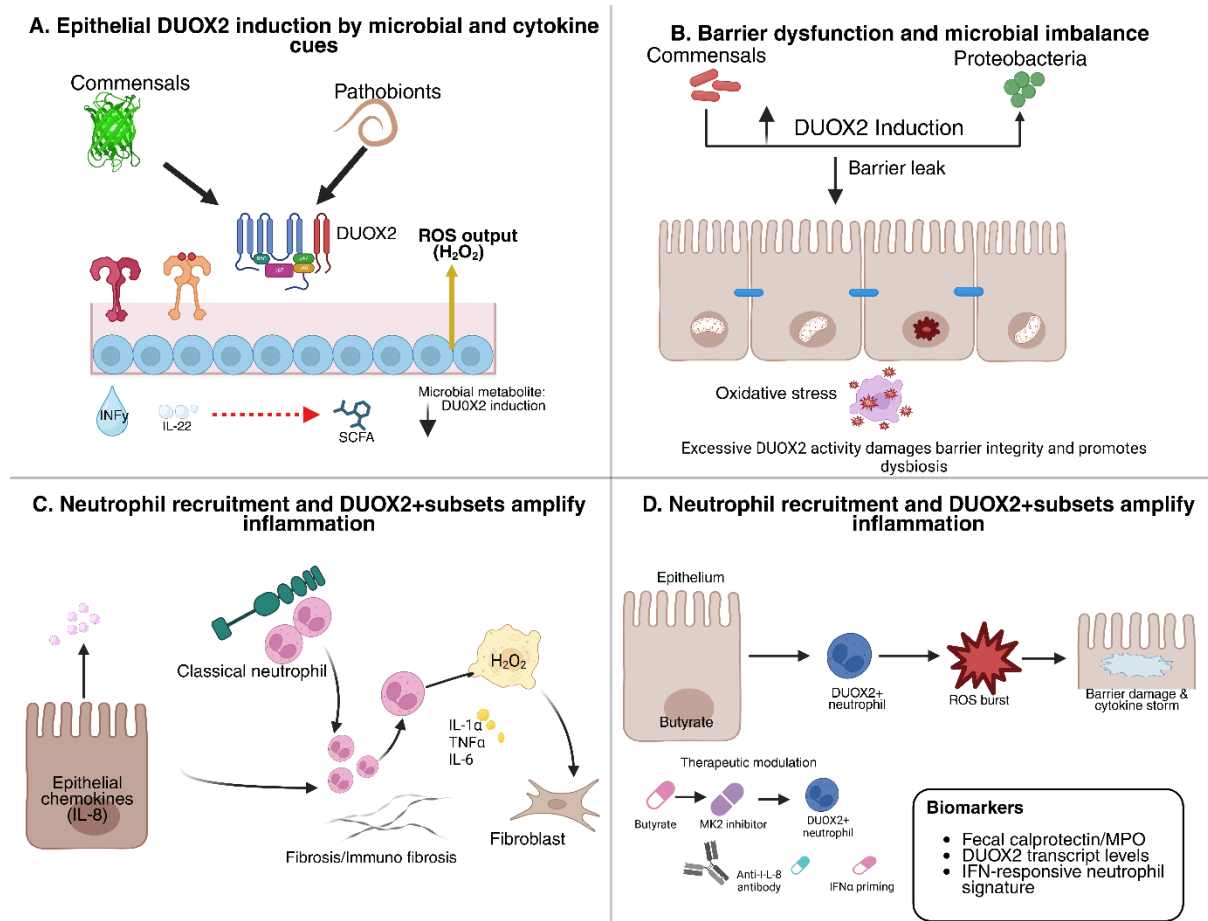 A. Epithelial DUOX2 induction by microbial and cytokine
cues
Commensals
Pathobionts
DUOX2
ROS output
(H₂O₂)
INFy
IL-22
SCFA
Microbial metabolite:
DU0X2 induction
B. Barrier dysfunction and microbial imbalance
Commensals
Proteobacteria
DUOX2 Induction
Barrier leak
Oxidative stress
Excessive DUOX2 activity damages barrier integrity and promotes
dysbiosis
C. Neutrophil recruitment and DUOX2+subsets amplify
inflammation
Classical neutrophil
H₂O₂
IL-1α
TNFα
IL-6
Epithelial
chemokines
(IL-8)
Fibroblast
Fibrosis/Immuno fibrosis
D. Neutrophil recruitment and DUOX2+subsets amplify
inflammation
Epithelium
Butyrate
DUOX2+
neutrophil
ROS burst
Barrier damage &
cytokine storm
Therapeutic modulation
Butyrate
MK2 inhibitor
DUOX2+
neutrophil
Anti-I-L-8
antibody
IFNα priming
Biomarkers
• Fecal calprotectin/MPO
• DUOX2 transcript levels
• IFN-responsive neutrophil
signature